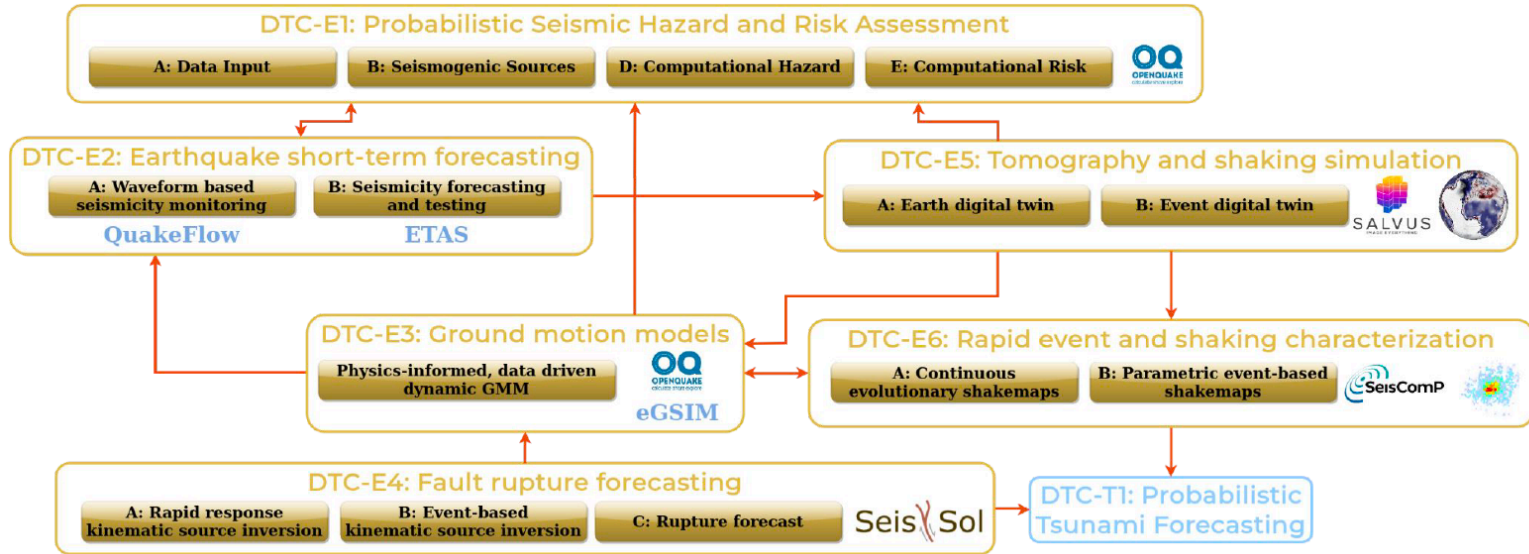 DTC-E1: Probabilistic Seismic Hazard and Risk Assessment
A: Data Input
B: Seismogenic Sources
D: Computational Hazard
E: Computational Risk
OPENQUAKE
DTC-E2: Earthquake short-term forecasting
A: Waveform based
seismicity monitoring
B: Seismicity forecasting
and testing
QuakeFlow
ETAS
DTC-E5: Tomography and shaking simulation
A: Earth digital twin
B: Event digital twin
SALVUS
DTC-E3: Ground motion models
Physics-informed, data driven
dynamic GMM
OPENQUAKE
eGSIM
DTC-E6: Rapid event and shaking characterization
A: Continuous
evolutionary shakemaps
B: Parametric event-based
shakemaps
SeisComP
DTC-E4: Fault rupture forecasting
A: Rapid response
kinematic source inversion
B: Event-based
kinematic source inversion
C: Rupture forecast
SeisSol
DTC-T1: Probabilistic
Tsunami Forecasting